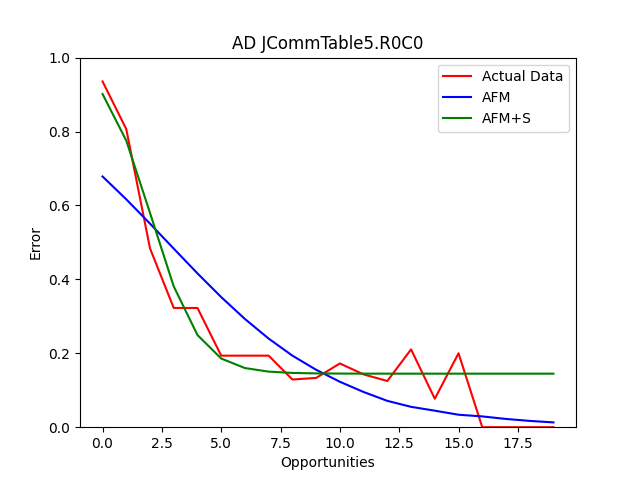 AD JCommTable5.R0C0
Actual Data
AFM
AFM+S
1.0
0.8
0.6
0.4
0.2
0.0
Error
0.0 2.5 5.0 7.5 10.0 12.5 15.0 17.5
Opportunities